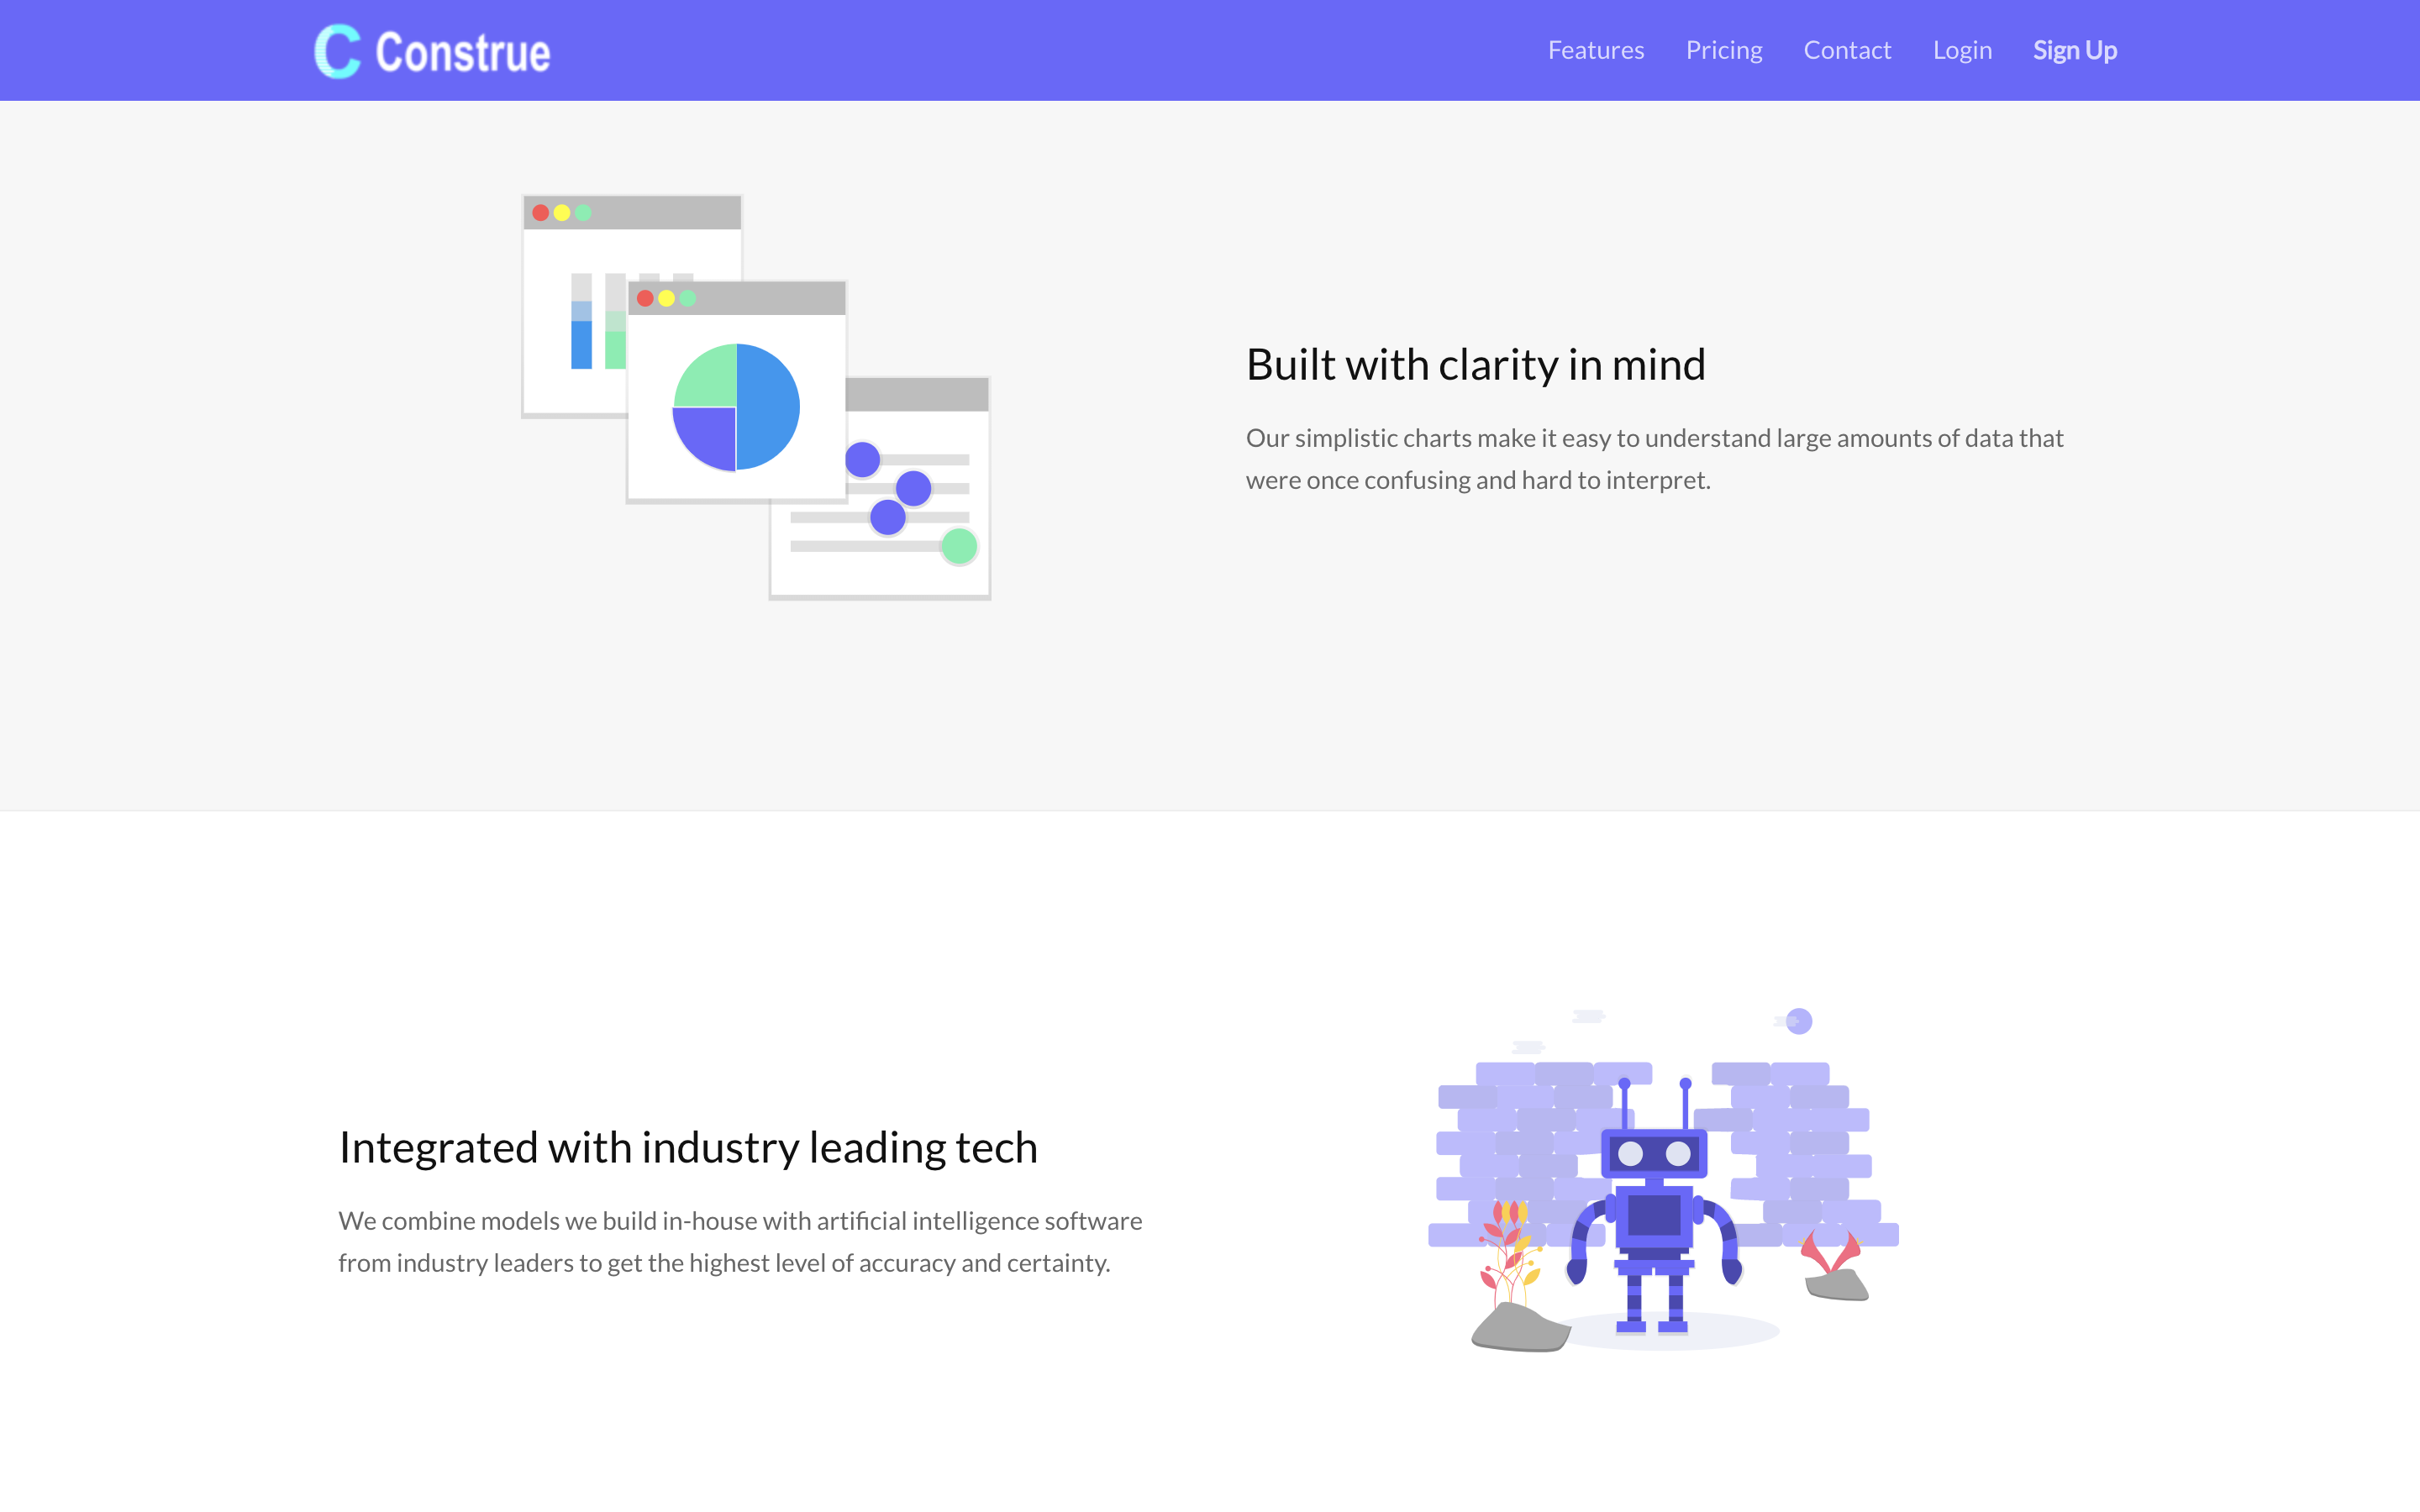 C Construe
Features Pricing Contact Login Sign Up
Built with clarity in mind
Our simplistic charts make it easy to understand large amounts of data that
were once confusing and hard to interpret.
Integrated with industry leading tech
We combine models we build in-house with artificial intelligence software
from industry leaders to get the highest level of accuracy and certainty.